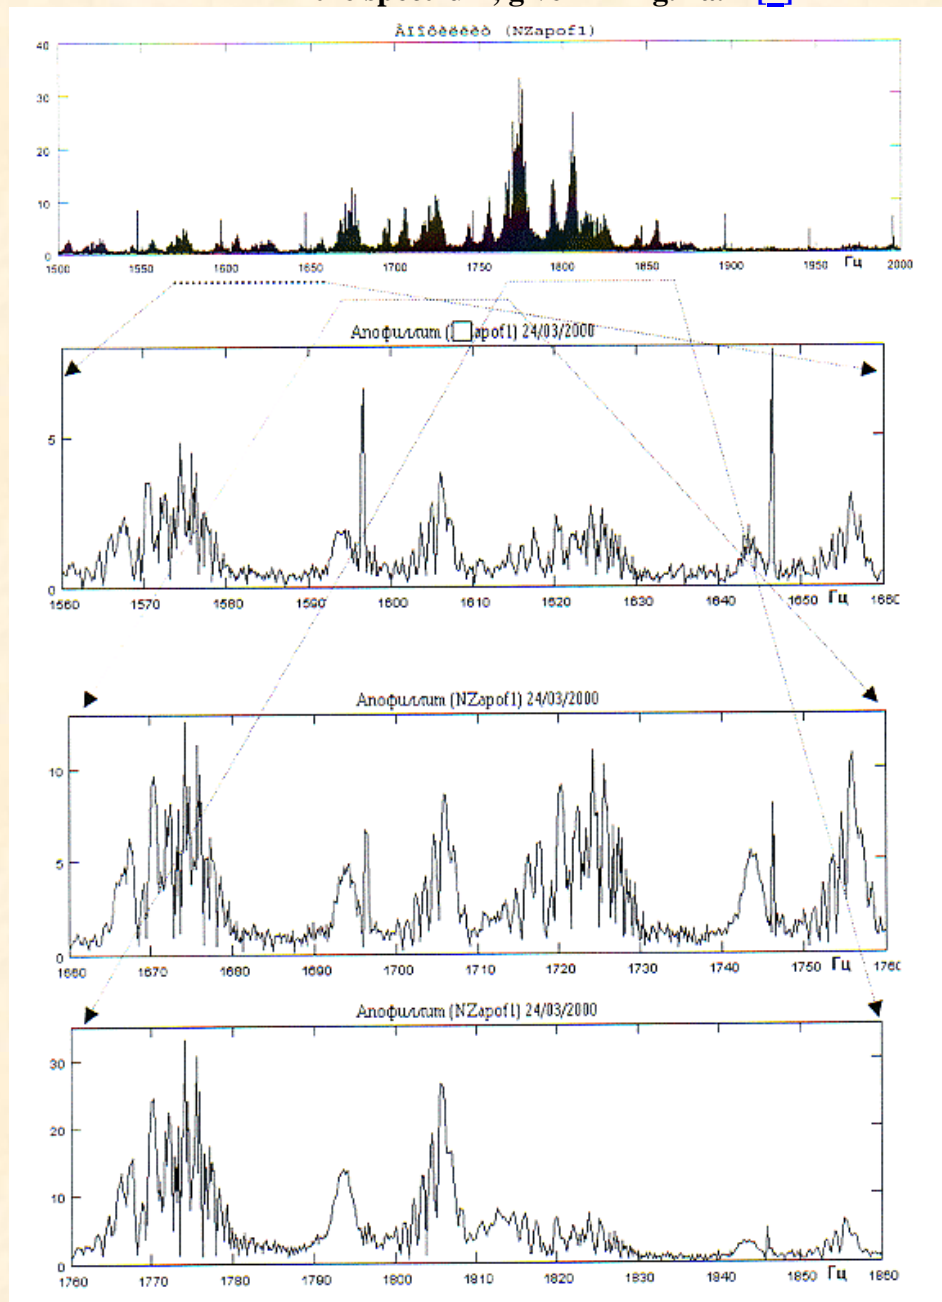 the spectrum,
(NZapof1)
40
30
20
10
0
1500 1550 1600 1650 1700 1750 1800 1850 1900 1950 Гц 2000
Апофиллит ( apof1) 24/03/2000
5
0
1560 1570 1580 1590 1600 1610 1620 1630 1640 1650 Гц 1660
Апофиллит (NZapof1) 24/03/2000
10
5
0
1660 1670 1680 1690 1700 1710 1720 1730 1740 1750 Гц 1760
Апофиллит (NZapof1) 24/03/2000
30
20
10
0
1760 1770 1780 1790 1800 1810 1820 1830 1840 1850 Гц 1860